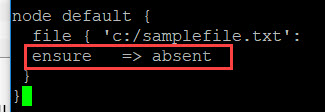 node default {
file { 'c:/samplefile.txt':
ensure => absent
}
}